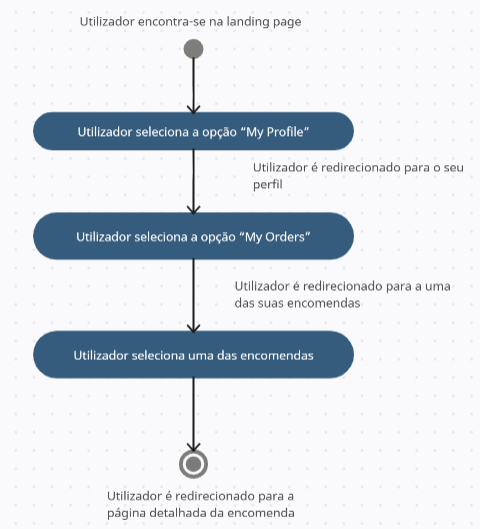 Utilizador encontra-se na landing page
Utilizador seleciona a opção “My Profile”
Utilizador é redirecionado para o seu
perfil
Utilizador seleciona a opção “My Orders”
Utilizador é redirecionado para a uma
das suas encomendas
Utilizador seleciona uma das encomendas
Utilizador é redirecionado para a
página detalhada da encomenda